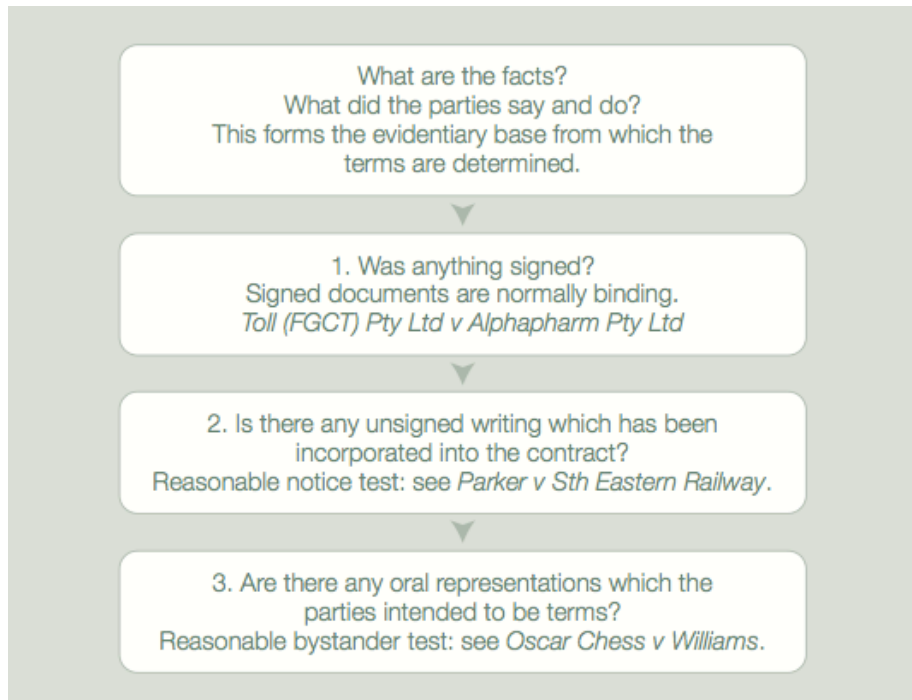 What are the facts?
What did the parties say and do?
This forms the evidentiary base from which the
terms are determined.
1. Was anything signed?
Signed documents are normally binding.
Toll (FGCT) Pty Ltd v Alphapharm Pty Ltd
2. Is there any unsigned writing which has been
incorporated into the contract?
Reasonable notice test: see Parker v Sth Eastern Railway.
3. Are there any oral representations which the
parties intended to be terms?
Reasonable bystander test: see Oscar Chess v Williams.